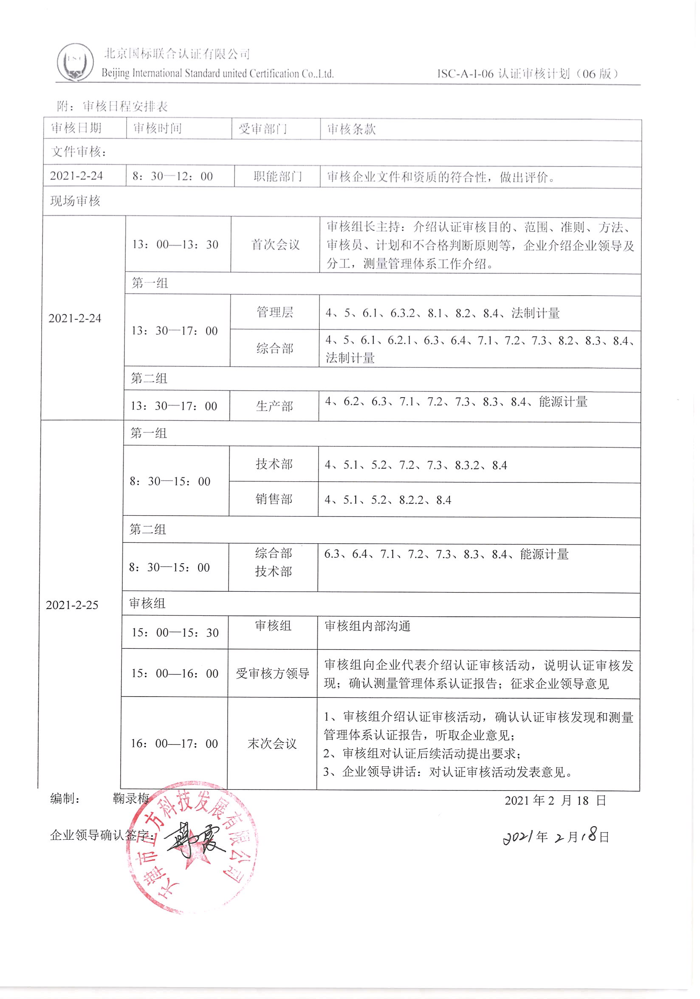 ISC
北京国标联合认证有限公司
Beijing International Standard united Certification Co.,Ltd.
ISC-A-I-06 认证审核计划（06 版）
附：审核日程安排表
审核日期 审核时间 受审部门 审核条款
文件审核：
2021-2-24 8：30—12：00 职能部门 审核企业文件和资质的符合性，做出评价。
现场审核
2021-2-24
13：00—13：30 首次会议
审核组长主持：介绍认证审核目的、范围、准则、方法、
审核员、计划和不合格判断原则等，企业介绍企业领导及
分工，测量管理体系工作介绍。
第一组
13：30—17：00
管理层 4、5、6.1、6.3.2、8.1、8.2、8.4、法制计量
综合部
4、5、6.1、6.2.1、6.3、6.4、7.1、7.2、7.3、8.2、8.3、8.4、
法制计量
第二组
13：30—17：00 生产部 4、6.2、6.3、7.1、7.2、7.3、8.3、8.4、能源计量
2021-2-25
第一组
8：30—15：00
技术部 4、5.1、5.2、7.2、7.3、8.3.2、8.4
销售部 4、5.1、5.2、8.2.2、8.4
第二组
8：30—15：00
综合部
技术部
6.3、6.4、7.1、7.2、7.3、8.3、8.4、能源计量
审核组
15：00—15：30 审核组 审核组内部沟通
15：00—16：00 受审核方领导
审核组向企业代表介绍认证审核活动，说明认证审核发
现；确认测量管理体系认证报告；征求企业领导意见
16：00—17：00 末次会议
1、审核组介绍认证审核活动，确认认证审核发现和测量
管理体系认证报告，听取企业意见；
2、审核组对认证后续活动提出要求；
3、企业领导讲话：对认证审核活动发表意见。
编制： 鞠录梅 2021 年 2 月 18 日
企业领导确认签字： 2021年 2 月18日
天津市正方科技发展有限公司